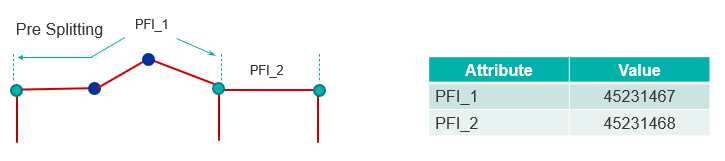 Pre Splitting
PFI_1
PFI_2
Attribute Value
PFI_1 45231467
PFI_2 45231468